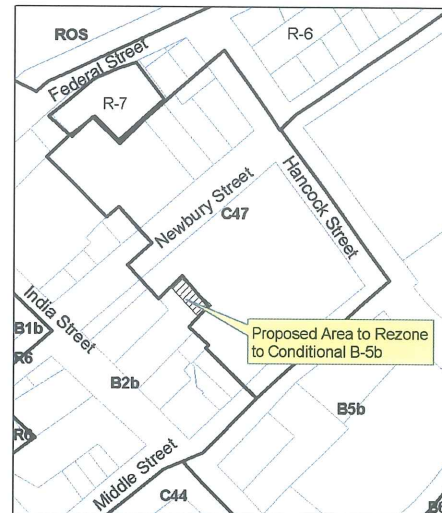 ROS
R-6
Federal Street
R-7
Newbury Street
Hancock Street
C47
India Street
Proposed Area to Rezone
to Conditional B-5b
B1b
R6
B2b
B5b
R6
Middle Street
C44